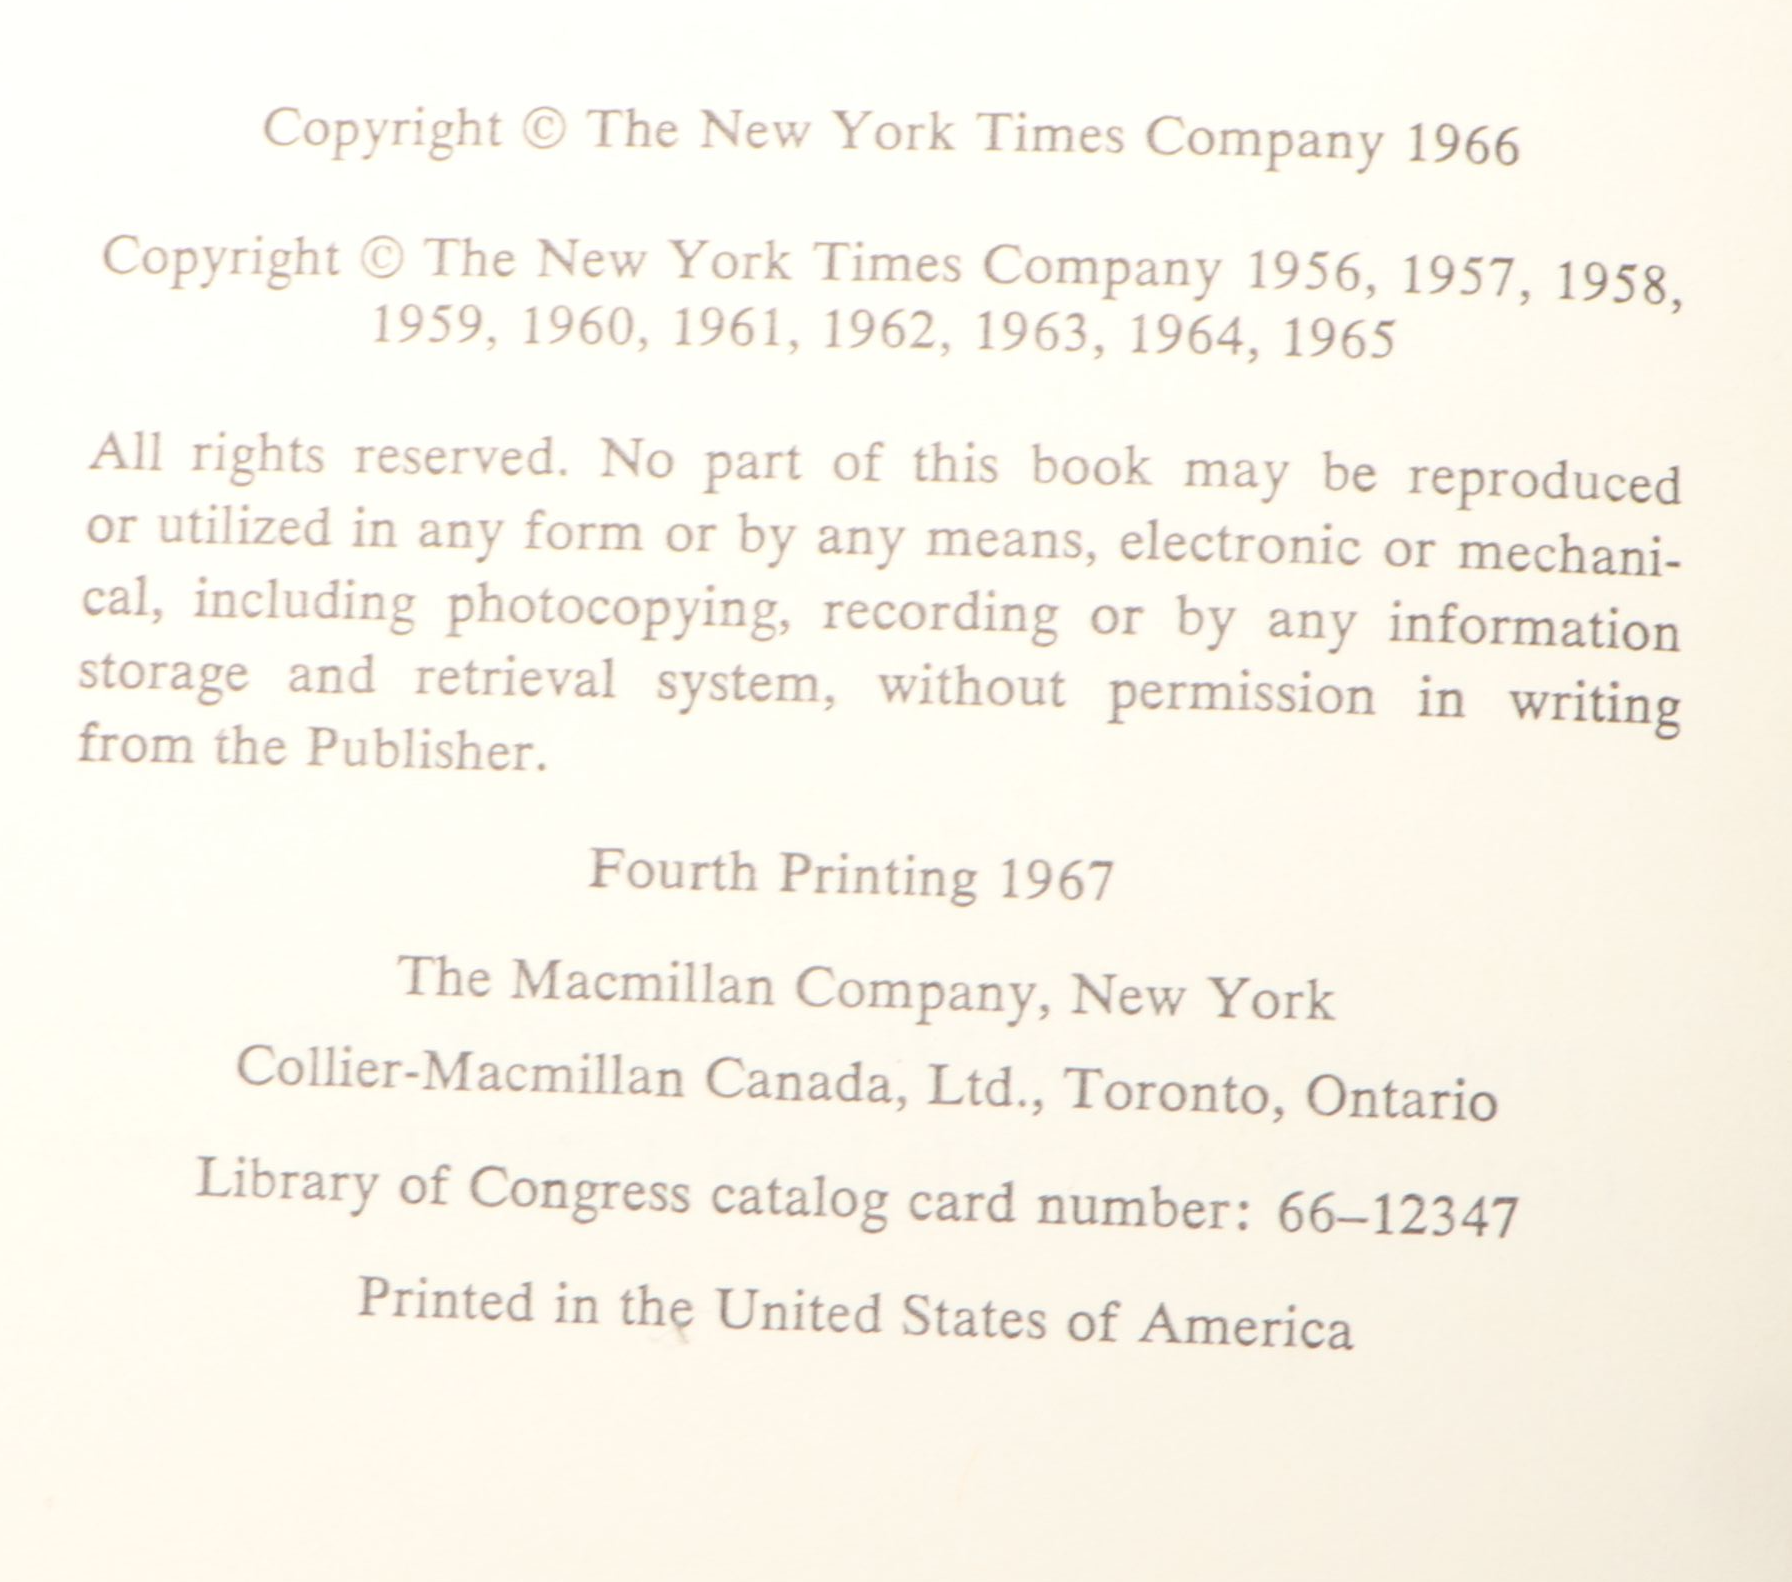 Copyright © The New York Times Company 1966
Copyright © The New York Times Company 1956, 1957, 1958,
1959, 1960, 1961, 1962, 1963, 1964, 1965
All rights reserved. No part of this book may be reproduced
or utilized in any form or by any means, electronic or mechani-
cal, including photocopying, recording or by any information
storage and retrieval system, without permission in writing
from the Publisher.
Fourth Printing 1967
The Macmillan Company, New York
Collier-Macmillan Canada, Ltd., Toronto, Ontario
Library of Congress catalog card number: 66–12347
Printed in the United States of America